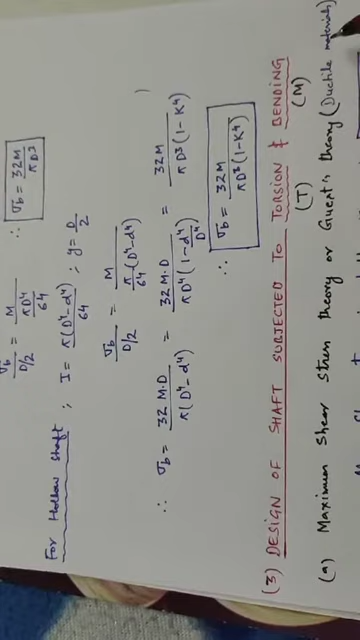 σb/(D/2) = M/(πD⁴/64) ∴ σb = 32M/πD³
For Hollow Shaft ; I = π(D⁴-d⁴)/64 ; y = D/2
σb/(D/2) = M/(π/64 (D⁴-d⁴))
∴ σb = 32 M.D/π(D⁴-d⁴) = 32 M.D/πD⁴(1-d⁴/D⁴) = 32M/πD³(1-K⁴)
∴ σb = 32M/πD³(1-K⁴)
(3) DESIGN OF SHAFT SUBJECTED TO TORSION & BENDING
(T) (M)
(a) Maximum Shear Stress theory or Guest's theory (Ductile materials)